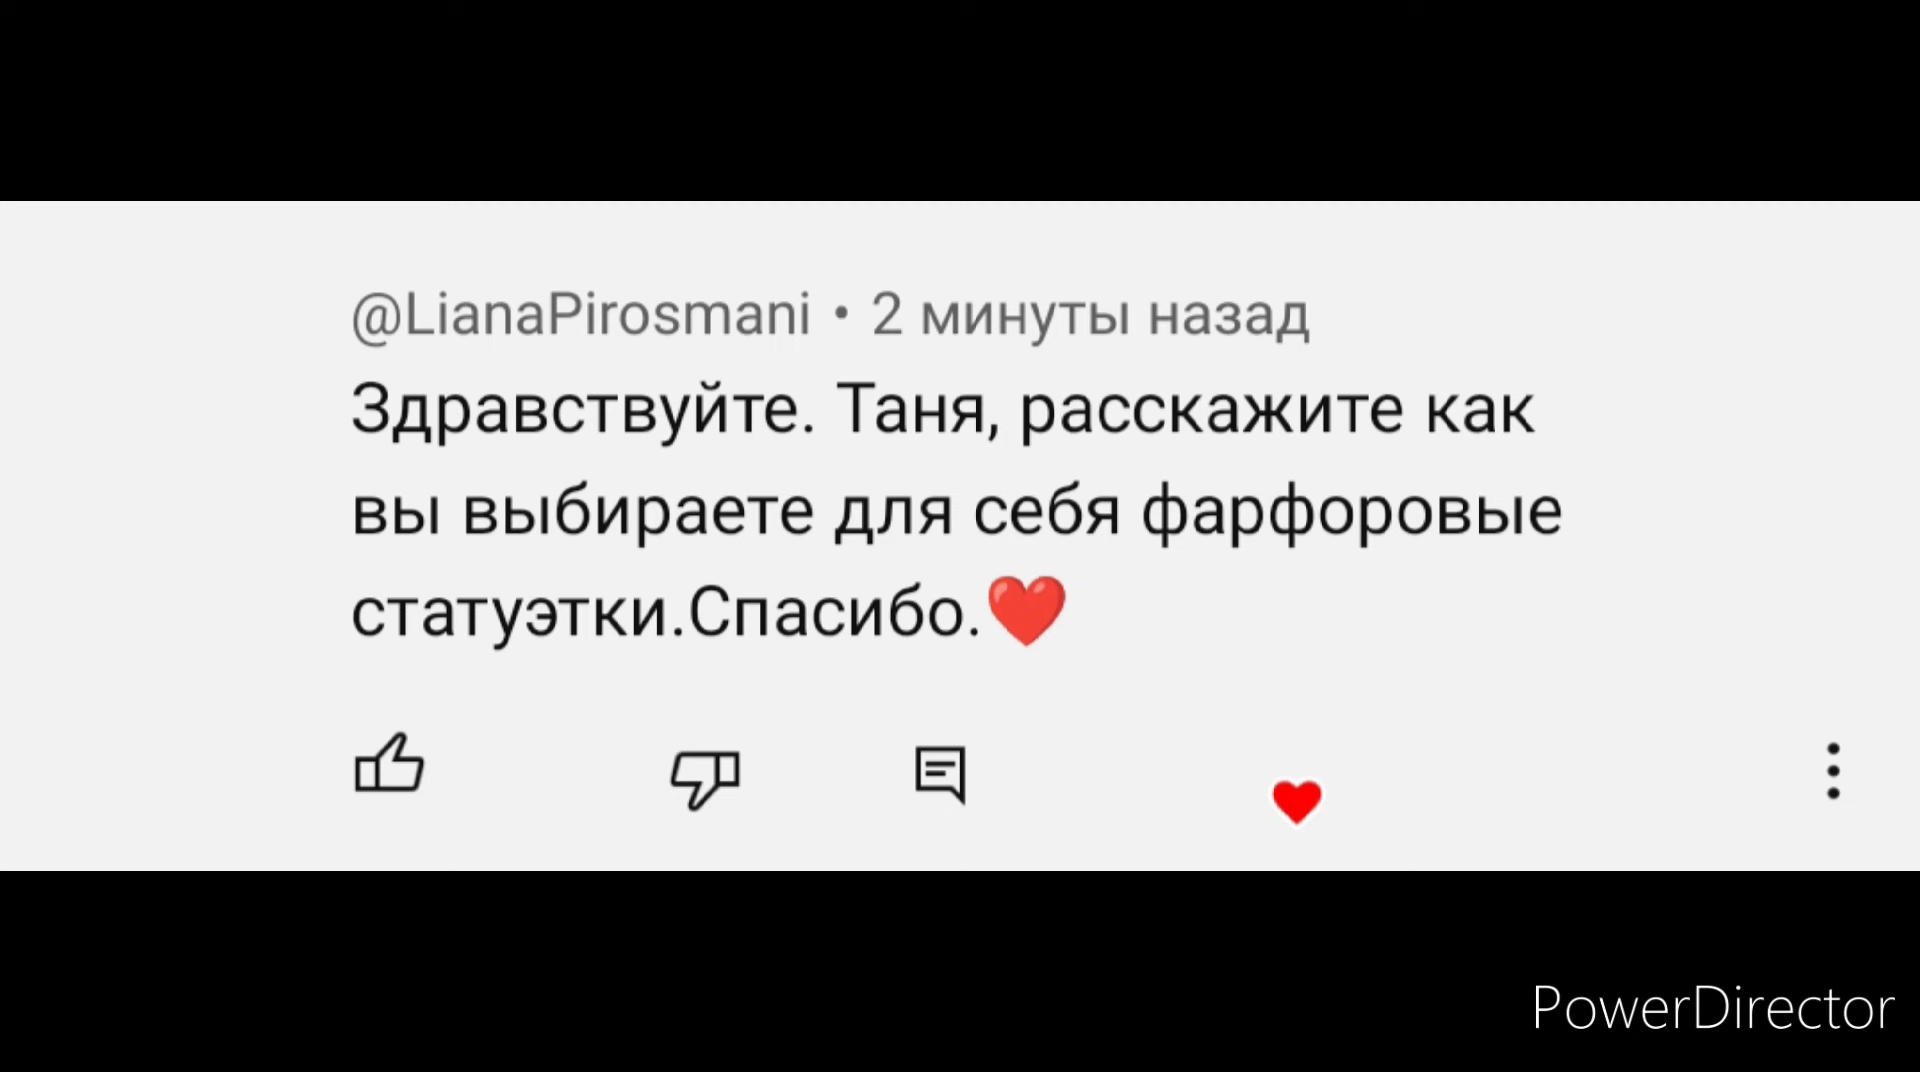 @LianaPirosmani • 2 минуты назад
Здравствуйте. Таня, расскажите как
вы выбираете для себя фарфоровые
статуэтки.Спасибо.❤️
PowerDirector